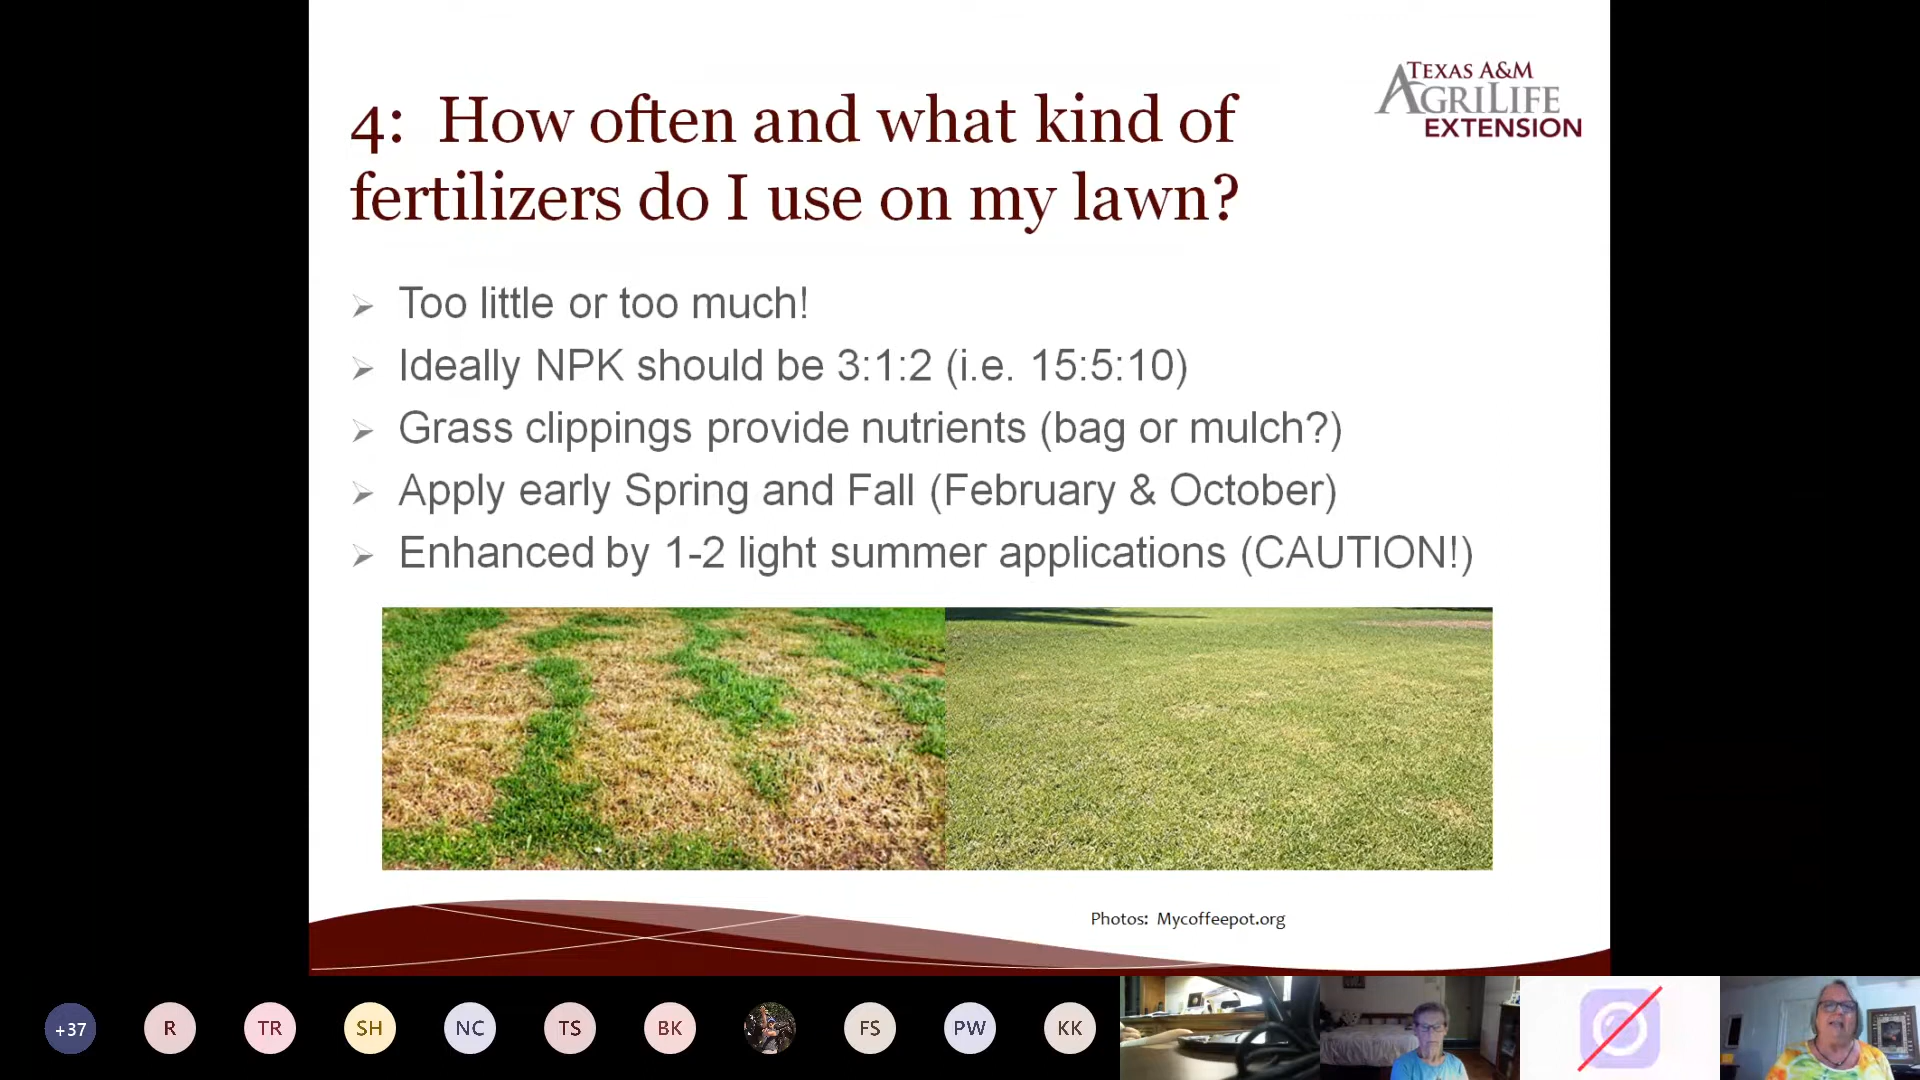 TEXAS A&M
AGRILIFE
EXTENSION
4: How often and what kind of
fertilizers do I use on my lawn?
Too little or too much!
Ideally NPK should be 3:1:2 (i.e. 15:5:10)
Grass clippings provide nutrients (bag or mulch?)
Apply early Spring and Fall (February & October)
Enhanced by 1-2 light summer applications (CAUTION!)
Photos: Mycoffeepot.org
+37
R
TR
SH
NC
TS
BK
FS
PW
KK